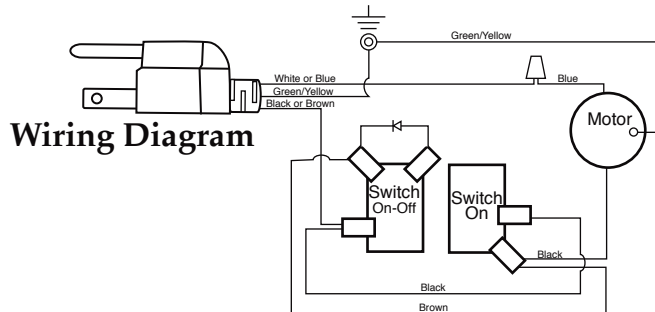 Green/Yellow
White or Blue
Blue
Green/Yellow
Black or Brown
Motor
Wiring Diagram
Switch
On-Off
Switch
On
Black
Black
Brown